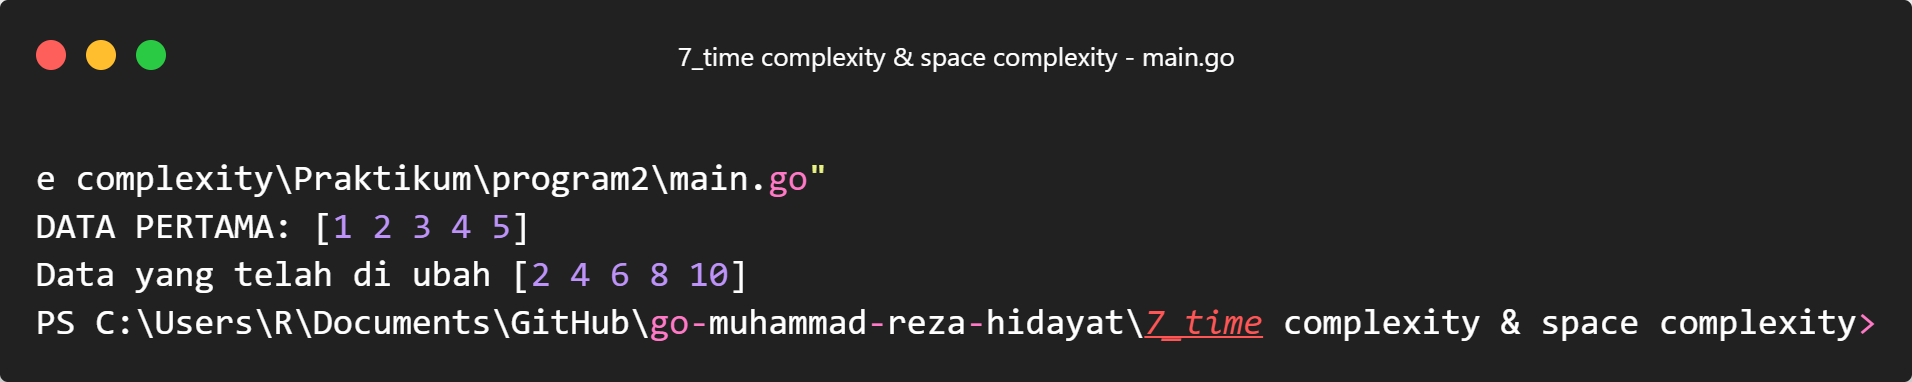 7_time complexity & space complexity - main.go
e complexity\Praktikum\program2\main.go"
DATA PERTAMA: [1 2 3 4 5]
Data yang telah di ubah [2 4 6 8 10]
PS C:\Users\R\Documents\GitHub\go-muhammad-reza-hidayat\7_time complexity & space complexity>